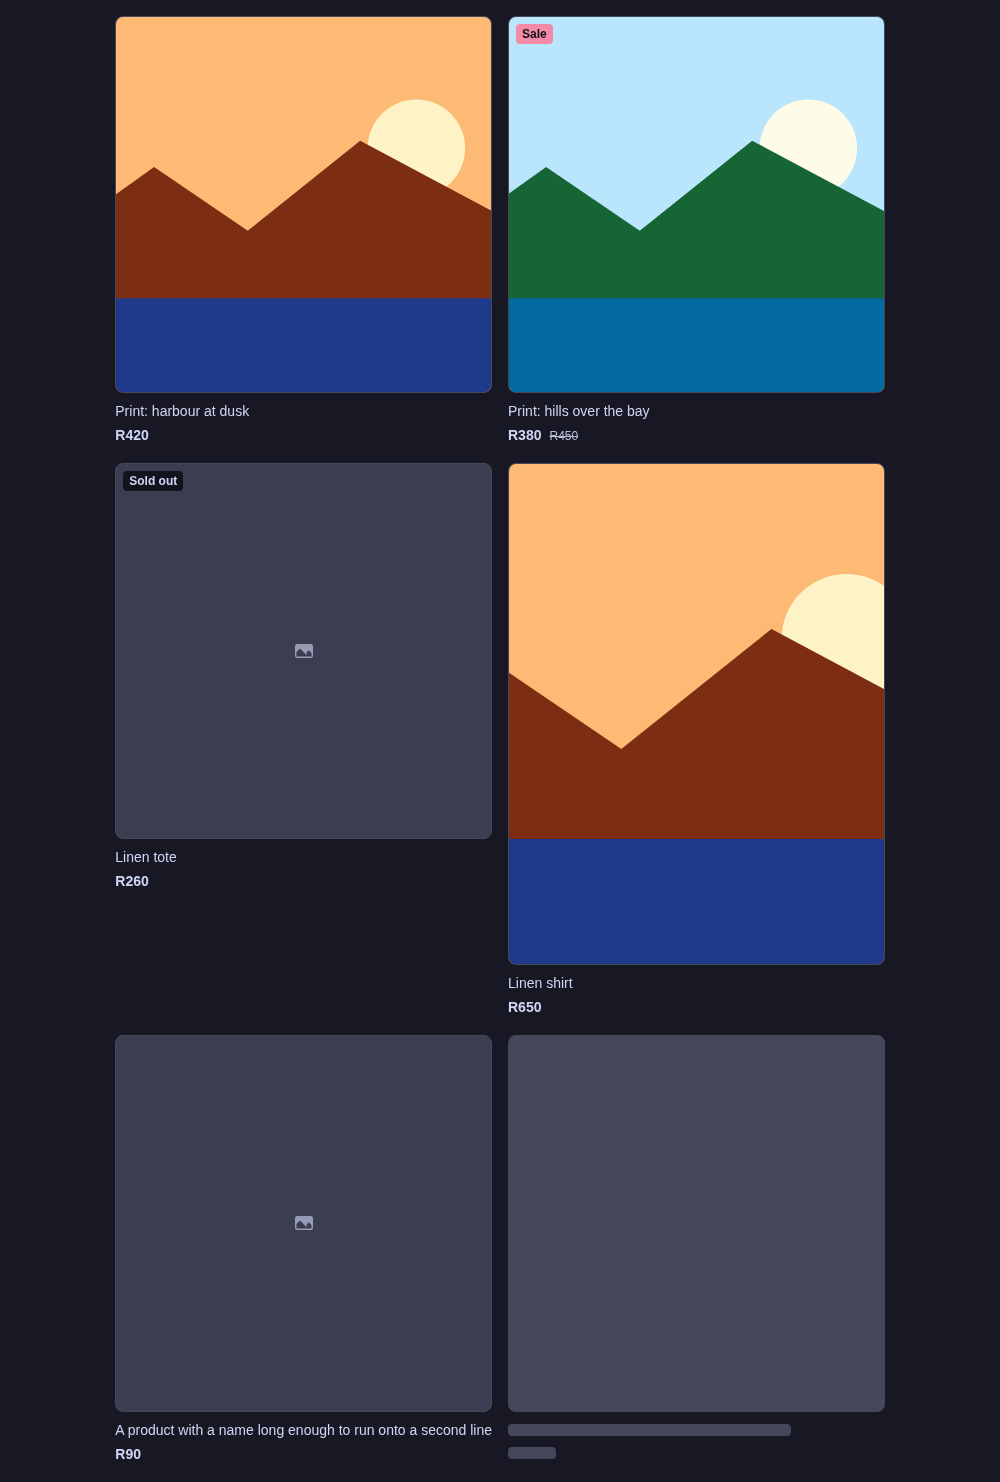 Sale
Print: harbour at dusk
R420
Print: hills over the bay
R380 R450
Sold out
Linen tote
R260
Linen shirt
R650
A product with a name long enough to run onto a second line
R90